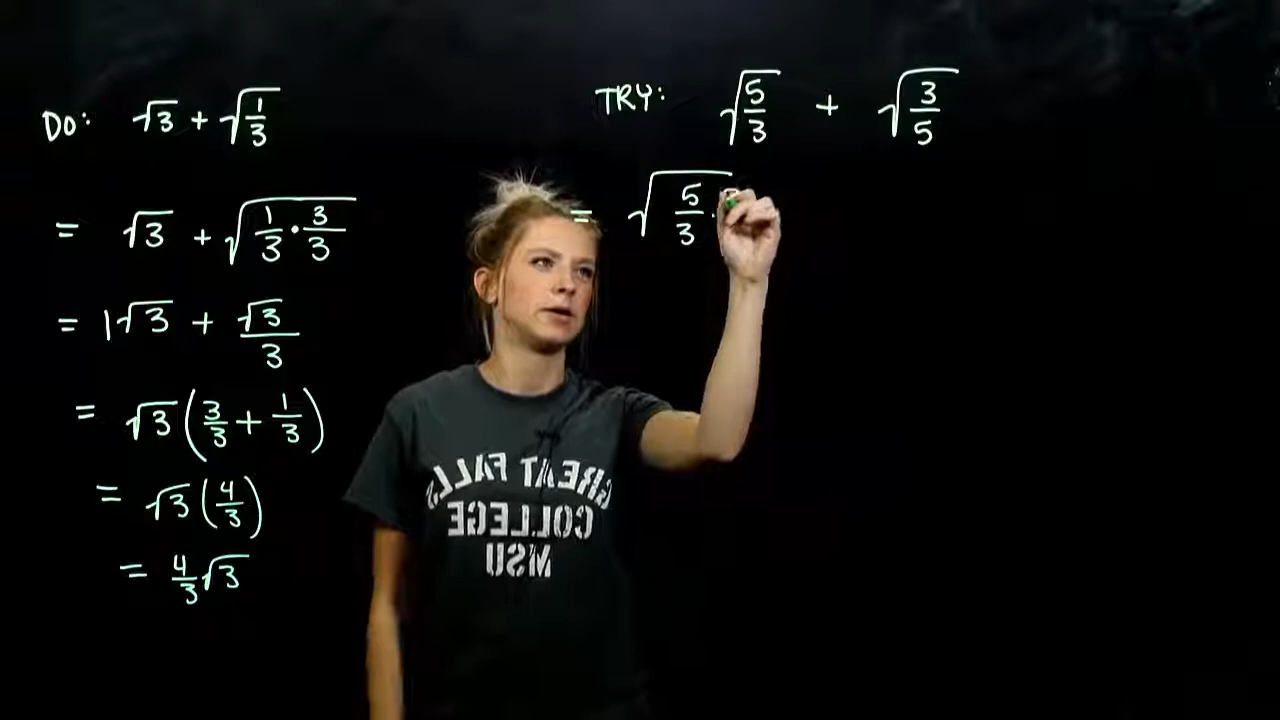 DO: √3 + √(1/3)
= √3 + √(1/3 · 3/3)
= 1√3 + √3/3
= √3 (3/3 + 1/3)
= √3 (4/3)
= 4/3 √3
TRY: √(5/3) + √(3/5)
= √(5/3 ·
GREAT FALLS
COLLEGE
MSU